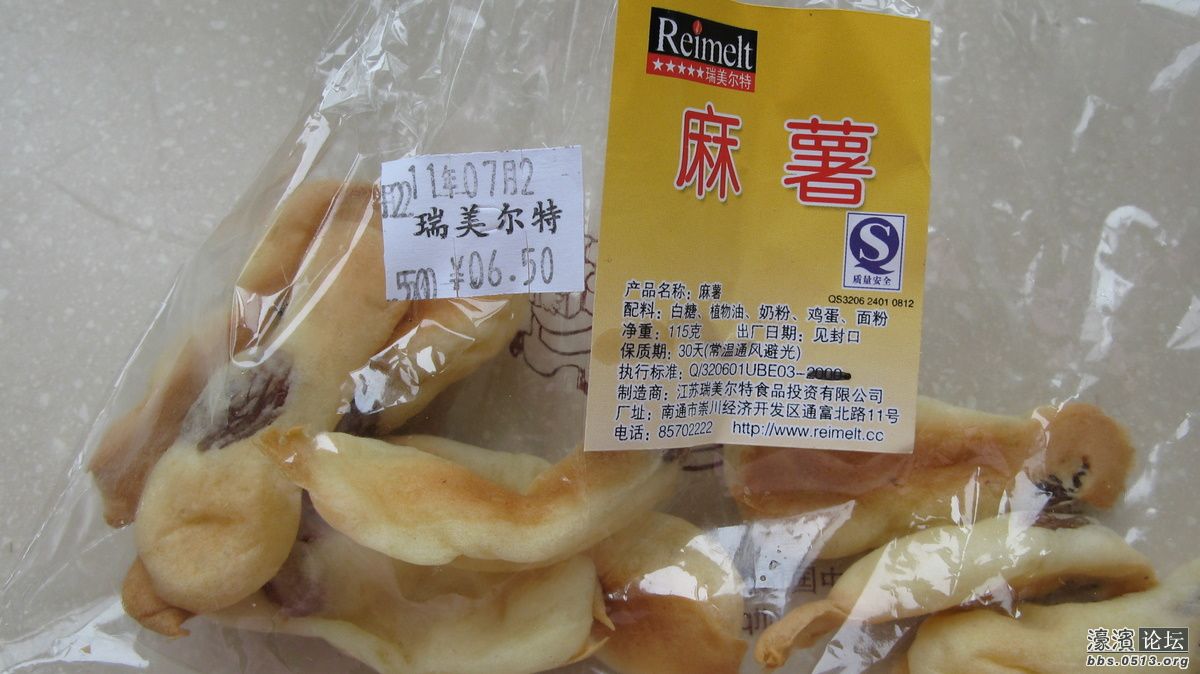 Reimelt
★★★★★瑞美尔特
麻薯
质量安全
QS3206 2401 0812
产品名称：麻薯
配料：白糖、植物油、奶粉、鸡蛋、面粉
净重：115克 出厂日期：见封口
保质期：30天(常温通风避光)
执行标准：Q/320601UBE03-2000-
制造商：江苏瑞美尔特食品投资有限公司
厂址：南通市崇川经济开发区通富北路11号
电话：85702222 http://www.reimelt.cc
11年07月2
瑞美尔特
¥06.50
50)
濠滨论坛
bbs.0513.org